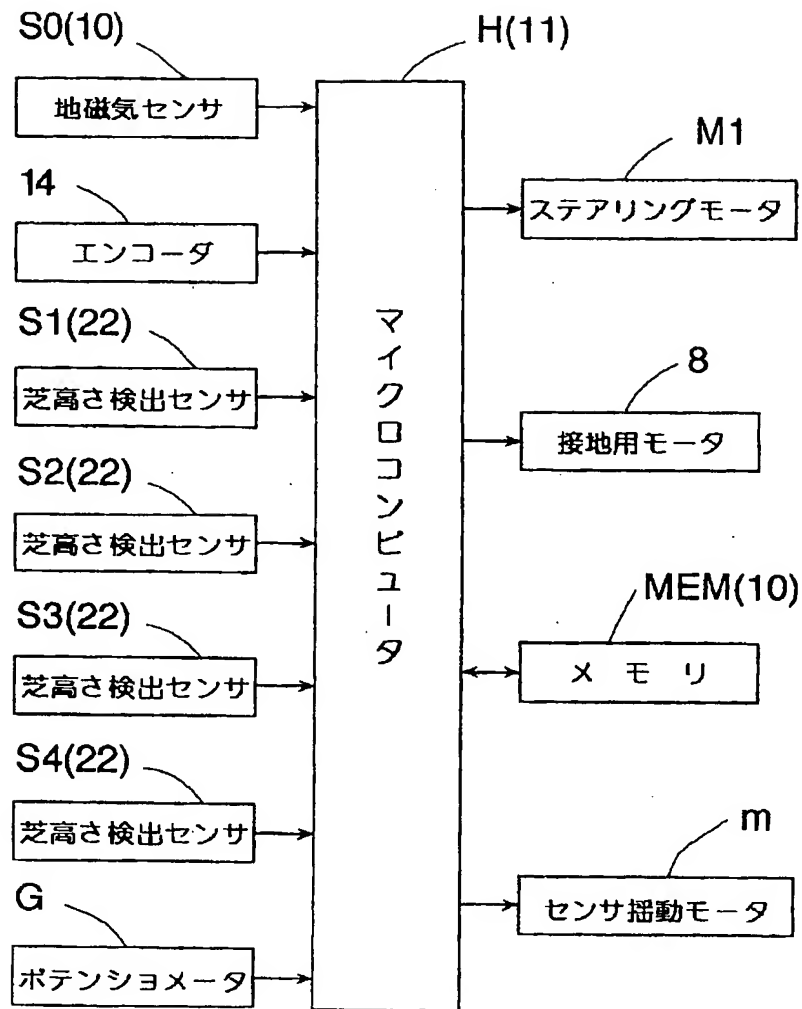 S0(10)
地磁気センサ
14
エンコーダ
S1(22)
芝高さ検出センサ
S2(22)
芝高さ検出センサ
S3(22)
芝高さ検出センサ
S4(22)
芝高さ検出センサ
G
ポテンショメータ
H(11)
マイクロコンピュータ
M1
ステアリングモータ
8
接地用モータ
MEM(10)
メモリ
m
センサ揺動モータ